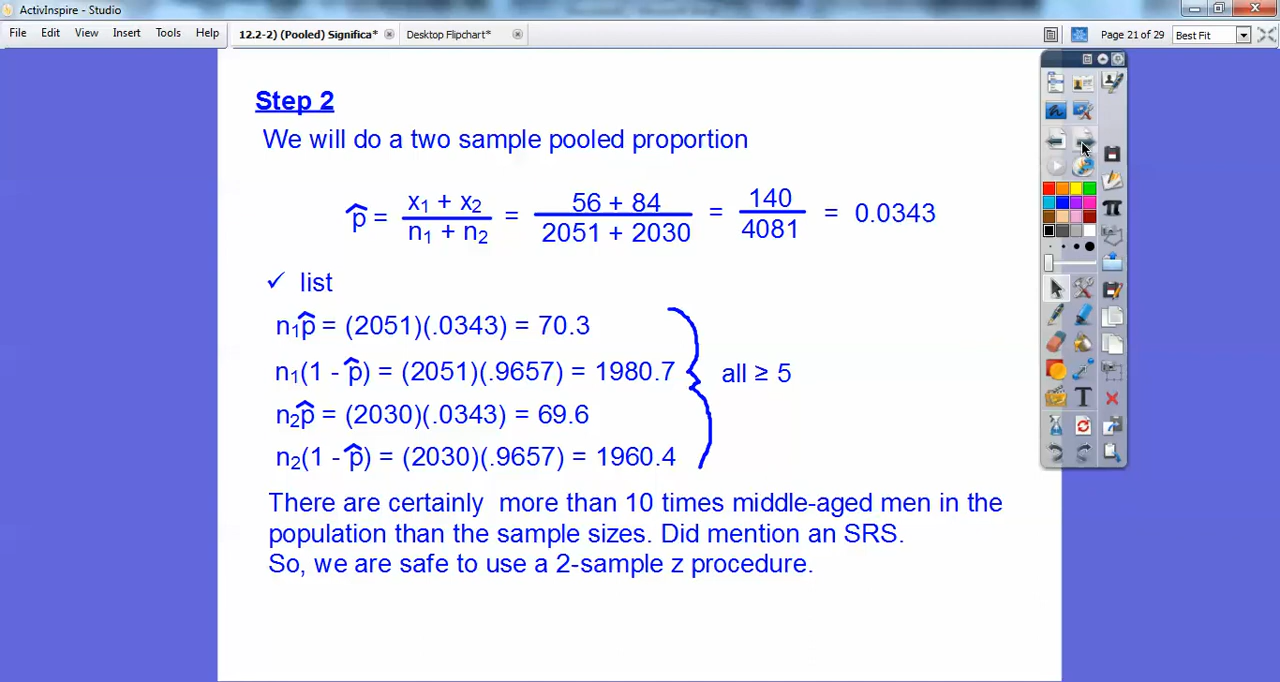 ActivInspire - Studio
File Edit View Insert Tools Help 12.2-2) (Pooled) Significa* Desktop Flipchart* Page 21 of 29 Best Fit
Step 2
We will do a two sample pooled proportion
p̂ = (x₁ + x₂)/(n₁ + n₂) = (56 + 84)/(2051 + 2030) = 140/4081 = 0.0343
✓ list
n₁p̂ = (2051)(.0343) = 70.3
n₁(1 - p̂) = (2051)(.9657) = 1980.7
all ≥ 5
n₂p̂ = (2030)(.0343) = 69.6
n₂(1 - p̂) = (2030)(.9657) = 1960.4
There are certainly more than 10 times middle-aged men in the
population than the sample sizes. Did mention an SRS.
So, we are safe to use a 2-sample z procedure.